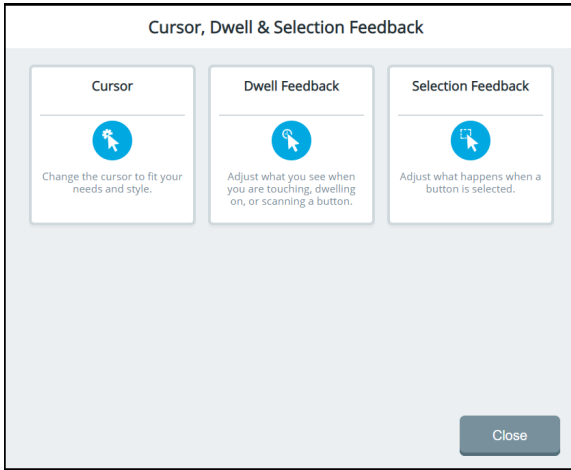 Cursor, Dwell & Selection Feedback
Cursor
Change the cursor to fit your
needs and style.
Dwell Feedback
Adjust what you see when
you are touching, dwelling
on, or scanning a button.
Selection Feedback
Adjust what happens when a
button is selected.
Close